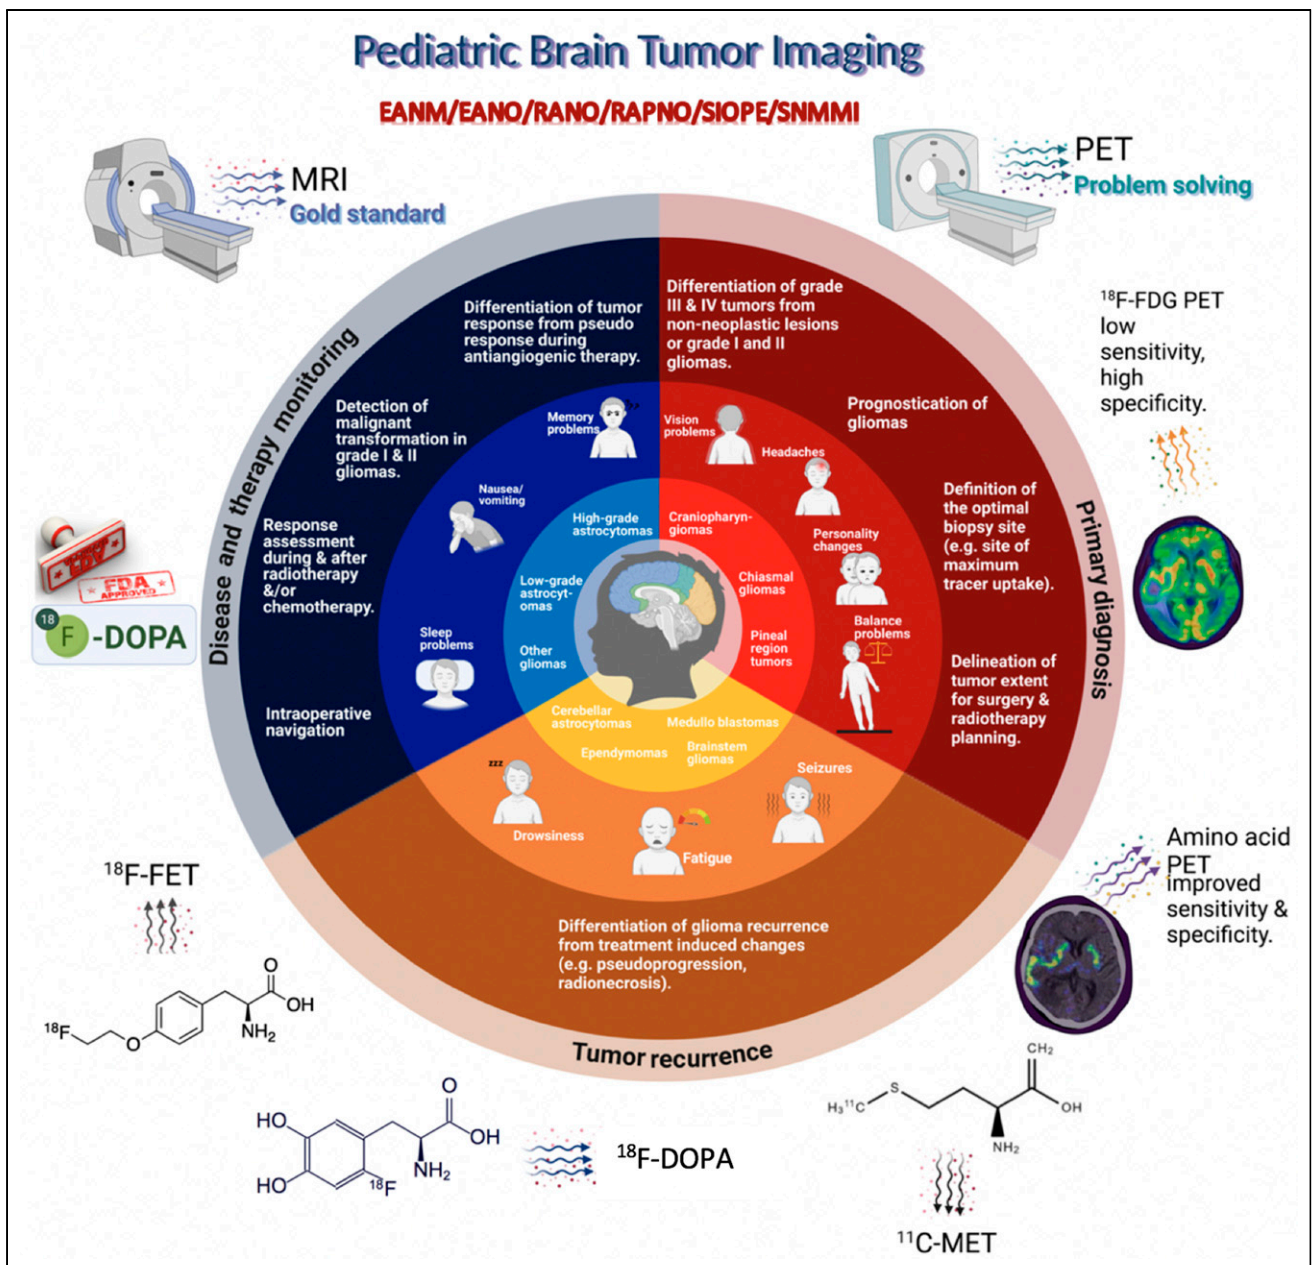 Pediatric Brain Tumor Imaging
EANM/EANO/RANO/RAPNO/SIOPE/SNMMI
MRI
Gold standard
PET
Problem solving
Disease and therapy monitoring
Differentiation of tumor
response from pseudo
response during
antiangiogenic therapy.
Detection of
malignant
transformation in
grade I & II
gliomas.
Response
assessment
during & after
radiotherapy
&/or
chemotherapy.
Intraoperative
navigation
Primary diagnosis
Differentiation of grade
III & IV tumors from
non-neoplastic lesions
or grade I and II
gliomas.
Prognostication of
gliomas
Definition of
the optimal
biopsy site
(e.g. site of
maximum
tracer uptake).
Delineation of
tumor extent
for surgery &
radiotherapy
planning.
Memory
problems
Nausea/
vomiting
Sleep
problems
Vision
problems
Headaches
Personality
changes
Balance
problems
High-grade
astrocytomas
Low-grade
astrocyt-
omas
Other
gliomas
Craniopharyn-
giomas
Chiasmal
gliomas
Pineal
region
tumors
Cerebellar
astrocytomas
Medullo blastomas
Ependymomas
Brainstem
gliomas
zzz
Drowsiness
Fatigue
Seizures
Differentiation of glioma recurrence
from treatment induced changes
(e.g. pseudoprogression,
radionecrosis).
Tumor recurrence
18F-FDG PET
low
sensitivity,
high
specificity.
FDA
APPROVED
18
F -DOPA
Amino acid
PET
improved
sensitivity &
specificity.
18F-FET
O
OH
NH2
18F
O
O
HO
OH
NH2
HO
18F
18F-DOPA
CH2
S
H311C
OH
NH2
11C-MET